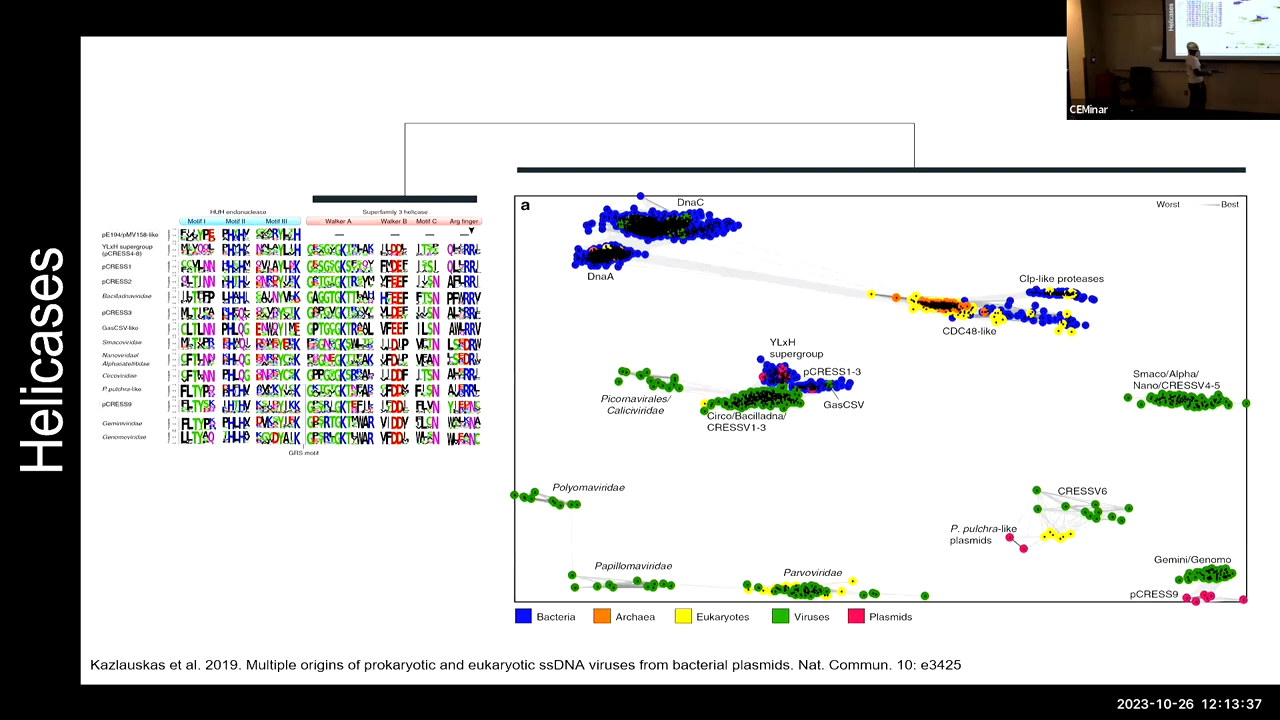 Helicases
CEMinar
HUH endonuclease
Superfamily 3 helicase
Motif I
Motif II
Motif III
Walker A
Walker B
Motif C
Arg finger
pE194/pMV158-like
YLxH supergroup
(pCRESS4-8)
pCRESS1
pCRESS2
Bacilladnaviridae
pCRESS3
GasCSV-like
Smacoviridae
Nanoviridae/
Alphasatellitidae
Circoviridae
P. pulchra-like
pCRESS9
Geminiviridae
Genomoviridae
GRS motif
a
Worst
Best
DnaC
DnaA
Clp-like proteases
CDC48-like
YLxH
supergroup
pCRESS1-3
GasCSV
Picornavirales/
Caliciviridae
Circo/Bacilladna/
CRESSV1-3
Smaco/Alpha/
Nano/CRESSV4-5
Polyomaviridae
CRESSV6
P. pulchra-like
plasmids
Papillomaviridae
Parvoviridae
Gemini/Genomo
pCRESS9
Bacteria
Archaea
Eukaryotes
Viruses
Plasmids
Kazlauskas et al. 2019. Multiple origins of prokaryotic and eukaryotic ssDNA viruses from bacterial plasmids. Nat. Commun. 10: e3425
2023-10-26 12:13:37